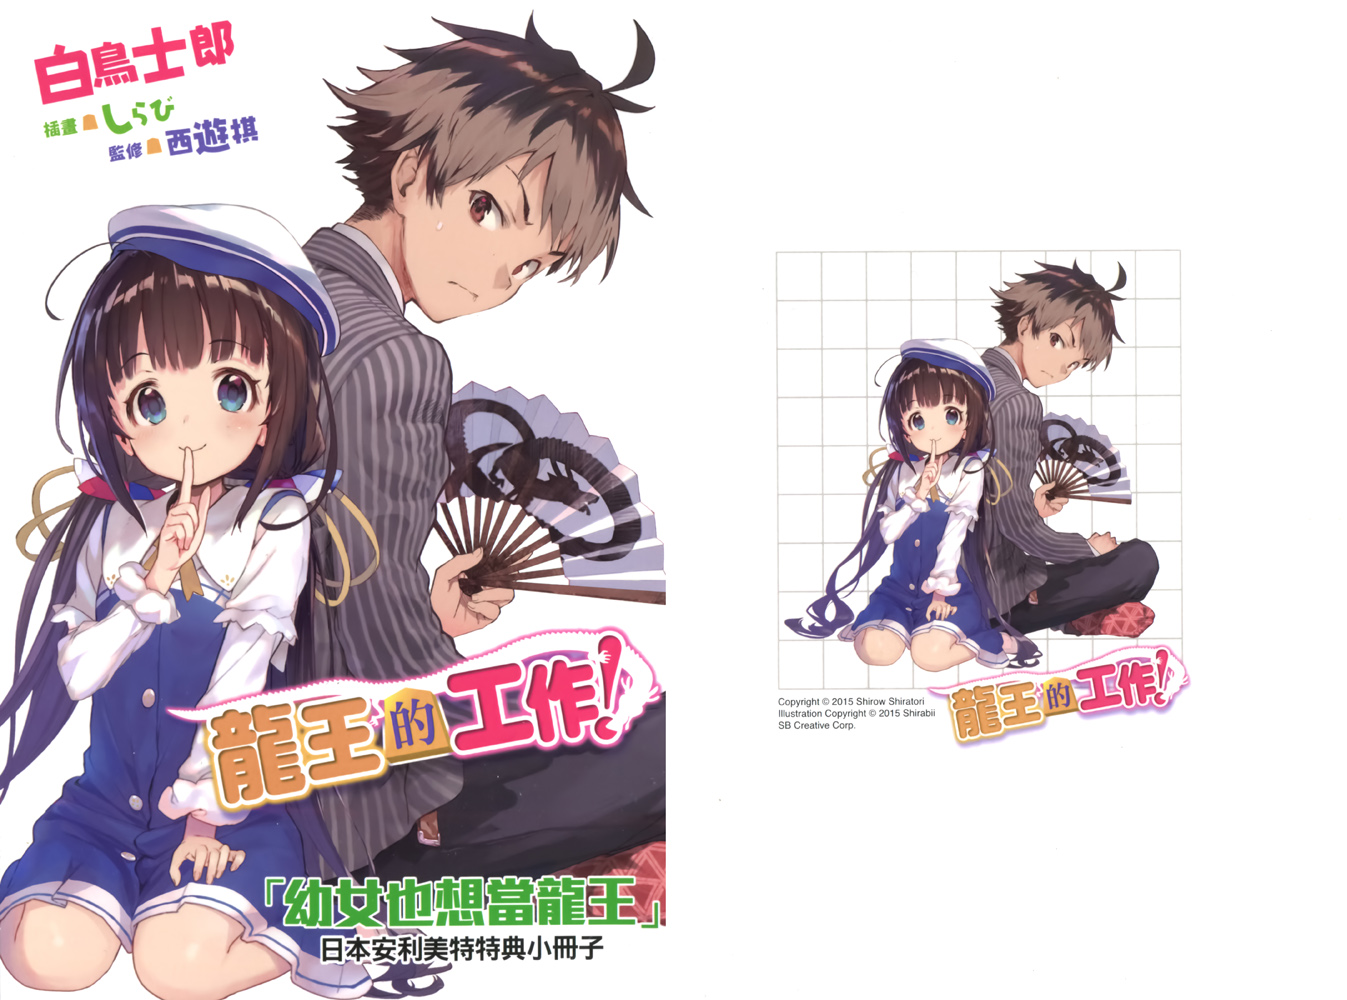 白鳥士郎
插畫 しらび
監修 西遊棋
龍王的工作!
「幼女也想當龍王」
日本安利美特特典小冊子
Copyright © 2015 Shirow Shiratori
Illustration Copyright © 2015 Shirabii
SB Creative Corp.
龍王的工作!